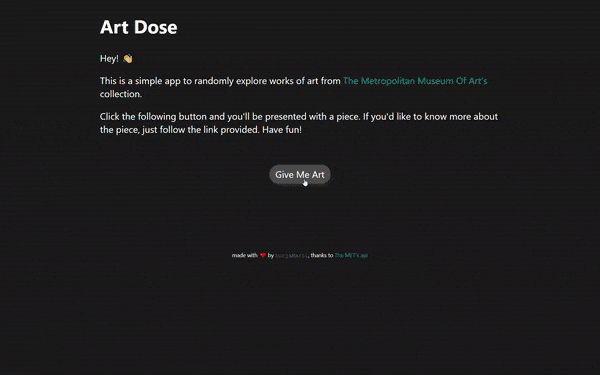 Art Dose
Hey! 👋
This is a simple app to randomly explore works of art from The Metropolitan Museum Of Art's
collection.
Click the following button and you'll be presented with a piece. If you'd like to know more about
the piece, just follow the link provided. Have fun!
Give Me Art
made with ❤️ by , thanks to The MET's api